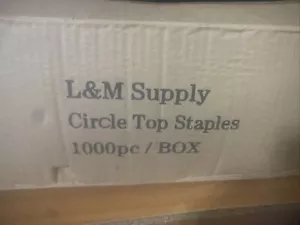 L&M Supply
Circle Top Staples
1000pc / BOX